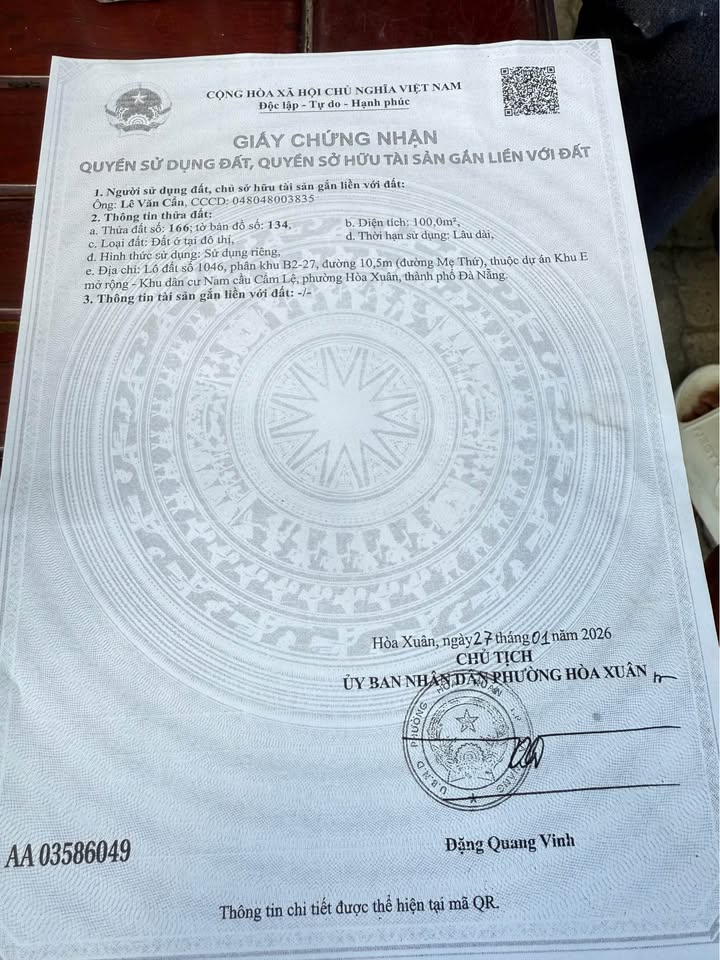 CỘNG HÒA XÃ HỘI CHỦ NGHĨA VIỆT NAM
Độc lập - Tự do - Hạnh phúc
GIẤY CHỨNG NHẬN
QUYỀN SỬ DỤNG ĐẤT, QUYỀN SỞ HỮU TÀI SẢN GẮN LIỀN VỚI ĐẤT
1. Người sử dụng đất, chủ sở hữu tài sản gắn liền với đất:
Ông: Lê Văn Cẩn, CCCD: 048048003835
2. Thông tin thửa đất:
a. Thửa đất số: 166; tờ bản đồ số: 134, b. Diện tích: 100,0m²,
c. Loại đất: Đất ở tại đô thị, d. Thời hạn sử dụng: Lâu dài,
đ. Hình thức sử dụng: Sử dụng riêng,
e. Địa chỉ: Lô đất số 1046, phân khu B2-27, đường 10,5m (đường Mẹ Thứ), thuộc dự án Khu E
mở rộng - Khu dân cư Nam cầu Cẩm Lệ, phường Hòa Xuân, thành phố Đà Nẵng.
3. Thông tin tài sản gắn liền với đất: -/-
Hòa Xuân, ngày 27 tháng 01 năm 2026
CHỦ TỊCH
ỦY BAN NHÂN DÂN PHƯỜNG HÒA XUÂN
U.B.N.D PHƯỜNG
Đặng Quang Vinh
AA 03586049
Thông tin chi tiết được thể hiện tại mã QR.